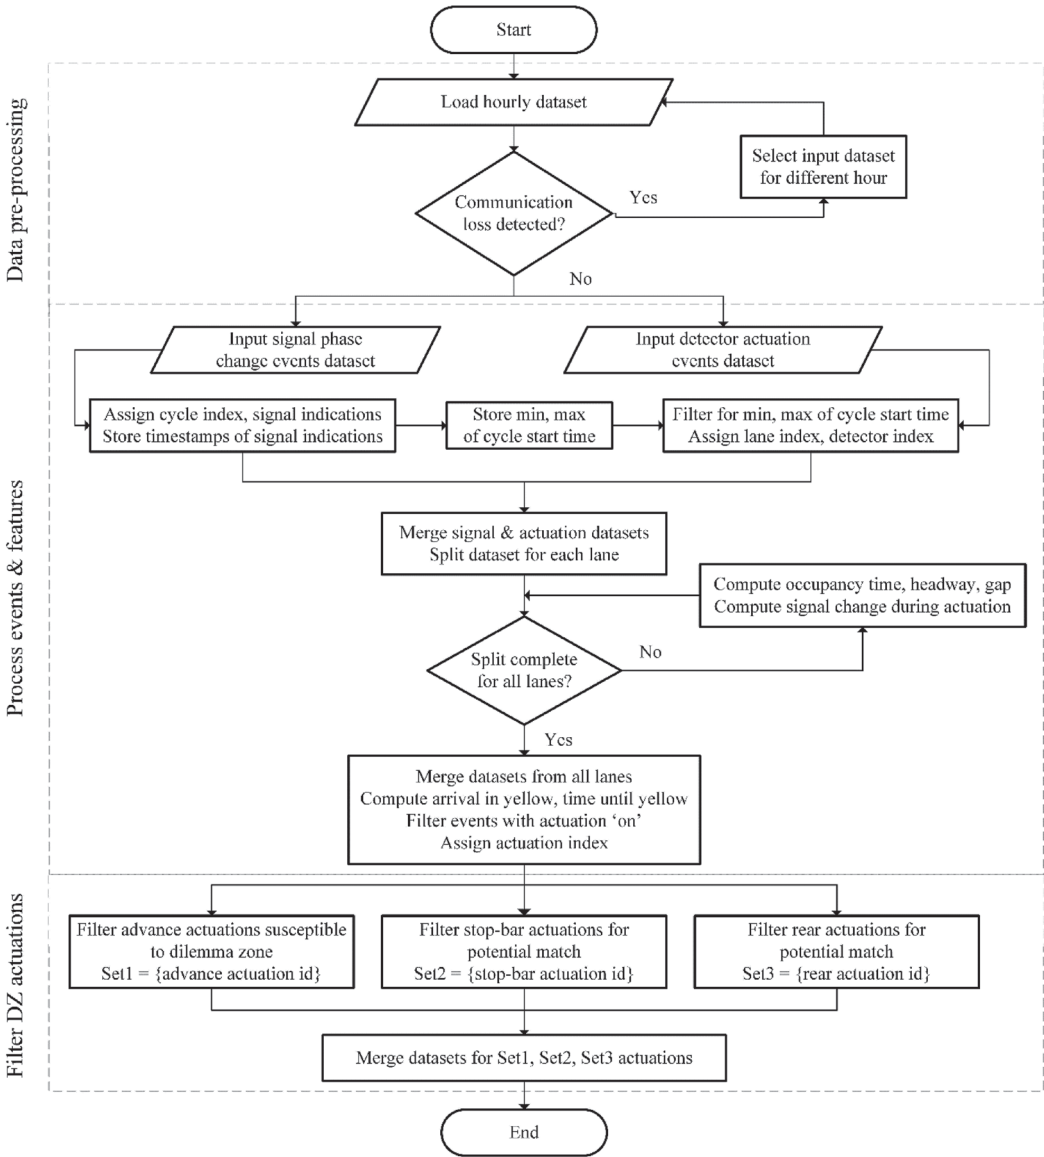 Start
Data pre-processing
Load hourly dataset
Select input dataset
for different hour
Communication
loss detected?
Yes
No
Process events & features
Input signal phase
change events dataset
Input detector actuation
events dataset
Assign cycle index, signal indications
Store timestamps of signal indications
Store min, max
of cycle start time
Filter for min, max of cycle start time
Assign lane index, detector index
Merge signal & actuation datasets
Split dataset for each lane
Compute occupancy time, headway, gap
Compute signal change during actuation
Split complete
for all lanes?
No
Yes
Merge datasets from all lanes
Compute arrival in yellow, time until yellow
Filter events with actuation ‘on’
Assign actuation index
Filter DZ actuations
Filter advance actuations susceptible
to dilemma zone
Set1 = {advance actuation id}
Filter stop-bar actuations for
potential match
Set2 = {stop-bar actuation id}
Filter rear actuations for
potential match
Set3 = {rear actuation id}
Merge datasets for Set1, Set2, Set3 actuations
End